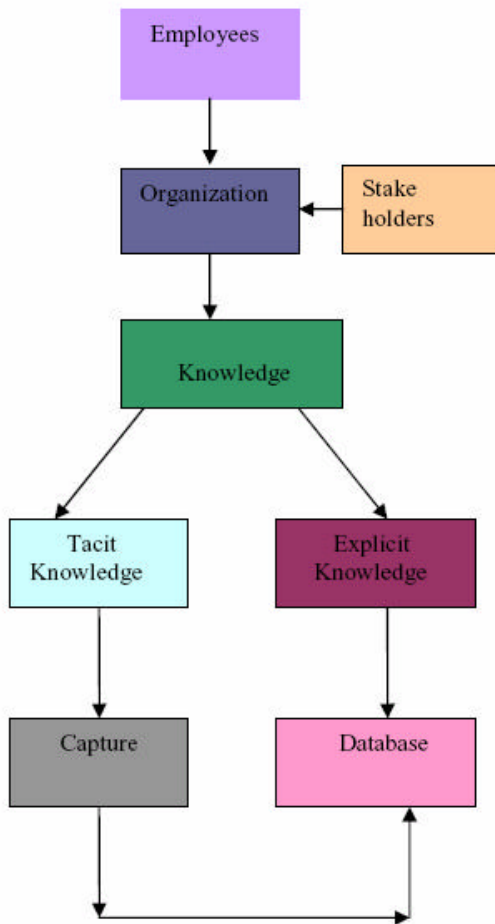 Employees
Organization
Stake
holders
Knowledge
Tacit
Knowledge
Explicit
Knowledge
Capture
Database